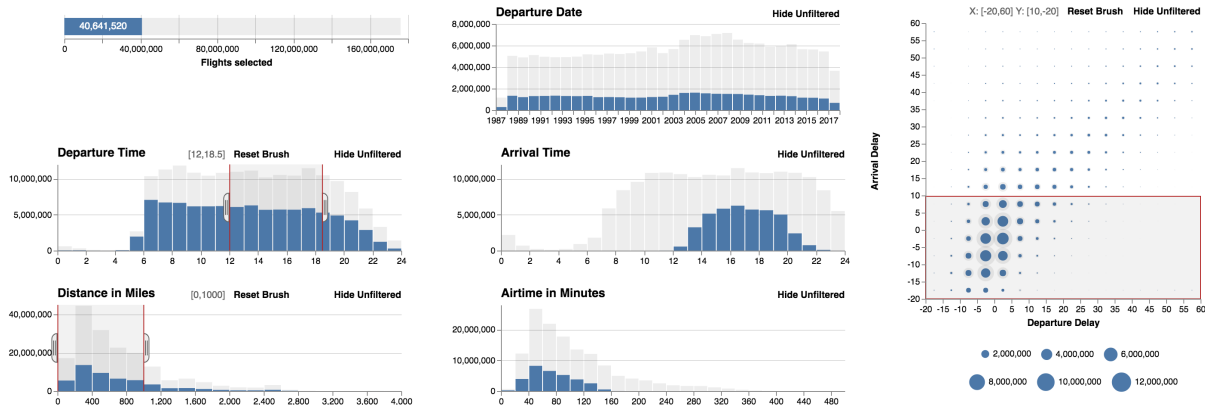 40,641,520
0 40,000,000 80,000,000 120,000,000 160,000,000
Flights selected
Departure Date Hide Unfiltered
8,000,000
6,000,000
4,000,000
2,000,000
0
1987 1989 1991 1993 1995 1997 1999 2001 2003 2005 2007 2009 2011 2013 2015 2017
Departure Time [12,18.5] Reset Brush Hide Unfiltered
10,000,000
5,000,000
0
0 2 4 6 8 10 12 14 16 18 20 22 24
Arrival Time Hide Unfiltered
10,000,000
5,000,000
0
0 2 4 6 8 10 12 14 16 18 20 22 24
Distance in Miles [0,1000] Reset Brush Hide Unfiltered
40,000,000
20,000,000
0
0 400 800 1,200 1,600 2,000 2,400 2,800 3,200 3,600 4,000
Airtime in Minutes Hide Unfiltered
20,000,000
10,000,000
0
0 40 80 120 160 200 240 280 320 360 400 440 480
X: [-20,60] Y: [10,-20] Reset Brush Hide Unfiltered
60
55
50
45
40
35
30
25
20
15
10
5
0
-5
-10
-15
-20
Arrival Delay
-20 -15 -10 -5 0 5 10 15 20 25 30 35 40 45 50 55 60
Departure Delay
2,000,000 4,000,000 6,000,000
8,000,000 10,000,000 12,000,000